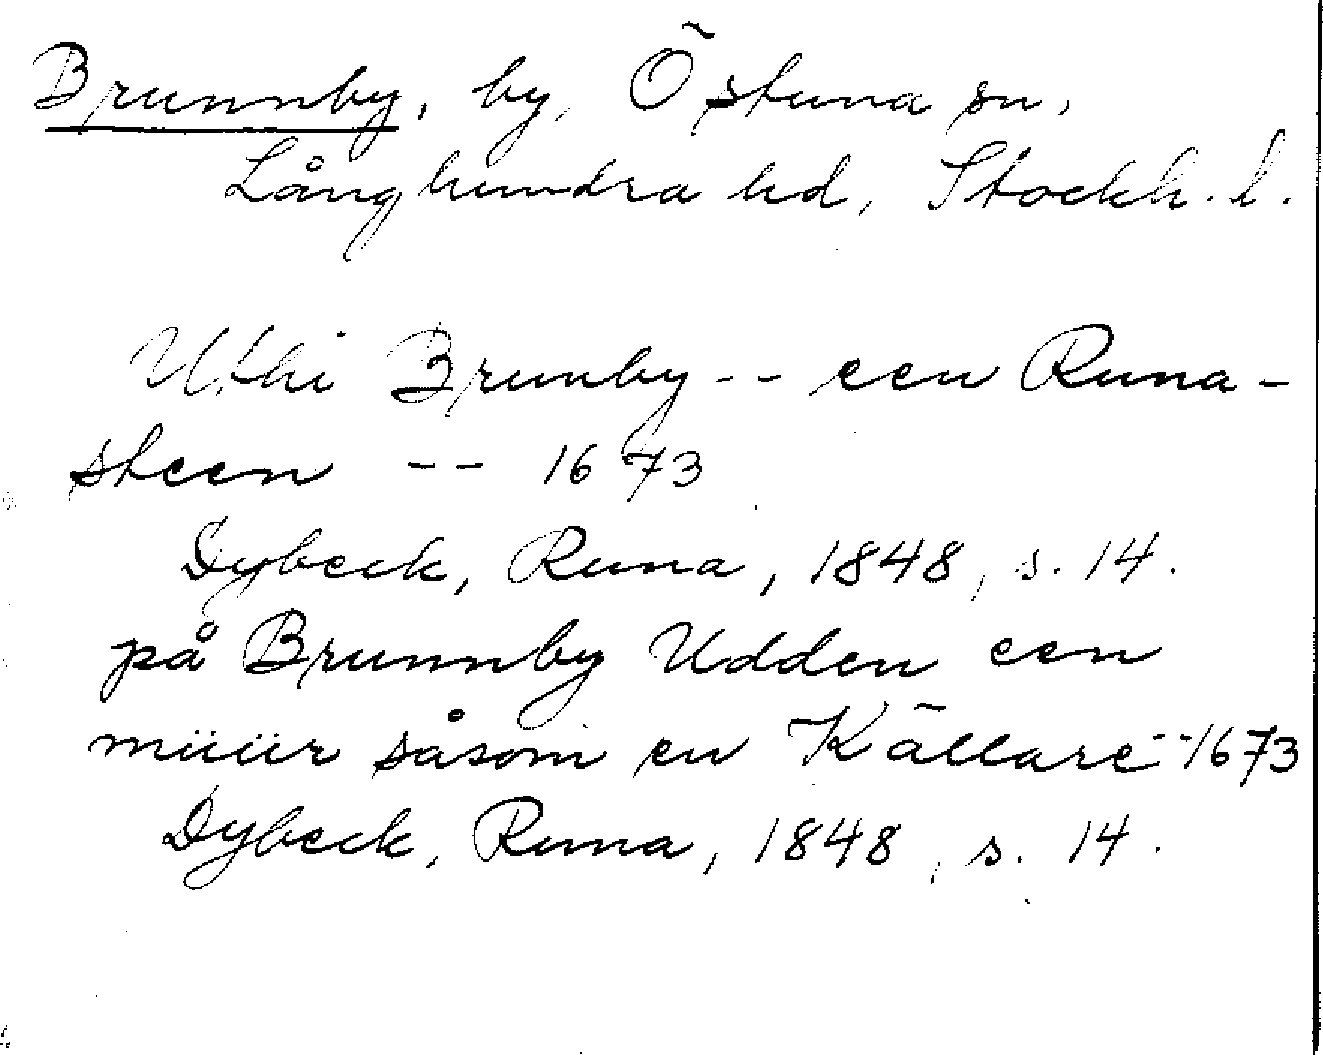 Brunnby, by, Östuna sn,
Långhundra hd, Stockh. l.
Uthi Brunby -- een Runa-
steen -- 1673
Dybeck, Runa, 1848, s. 14.
på Brunnby Udden een
müür såsom en Källare -- 1673
Dybeck, Runa, 1848, s. 14.